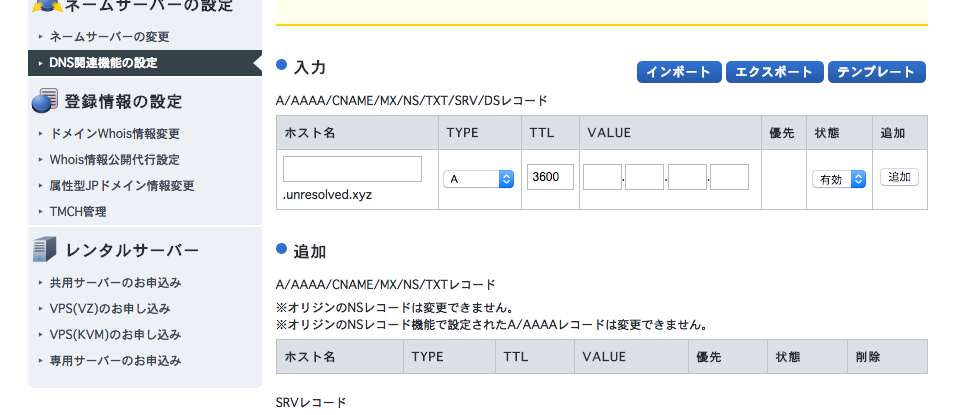 ネームサーバーの設定
ネームサーバーの変更
DNS関連機能の設定
登録情報の設定
ドメインWhois情報変更
Whois情報公開代行設定
属性型JPドメイン情報変更
TMCH管理
レンタルサーバー
共用サーバーのお申込み
VPS(VZ)のお申し込み
VPS(KVM)のお申し込み
専用サーバーのお申込み
入力
インポート エクスポート テンプレート
A/AAAA/CNAME/MX/NS/TXT/SRV/DSレコード
ホスト名 TYPE TTL VALUE 優先 状態 追加
A 3600 . . . 有効 追加
.unresolved.xyz
追加
A/AAAA/CNAME/MX/NS/TXTレコード
※オリジンのNSレコードは変更できません。
※オリジンのNSレコード機能で設定されたA/AAAAレコードは変更できません。
ホスト名 TYPE TTL VALUE 優先 状態 削除
SRVレコード